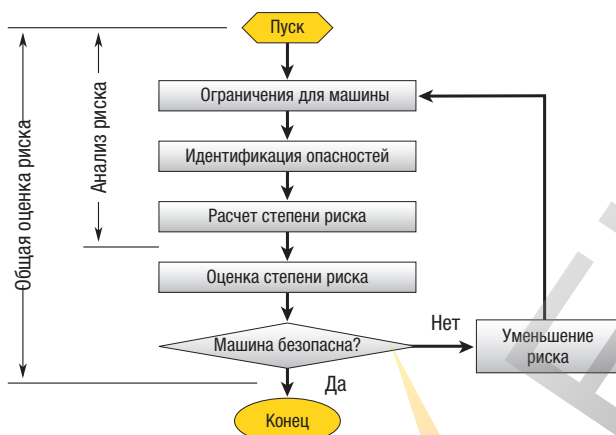 Пуск
Ограничения для машины
Идентификация опасностей
Расчет степени риска
Оценка степени риска
Машина безопасна?
Нет
Уменьшение
риска
Да
Конец
Анализ риска
Общая оценка риска